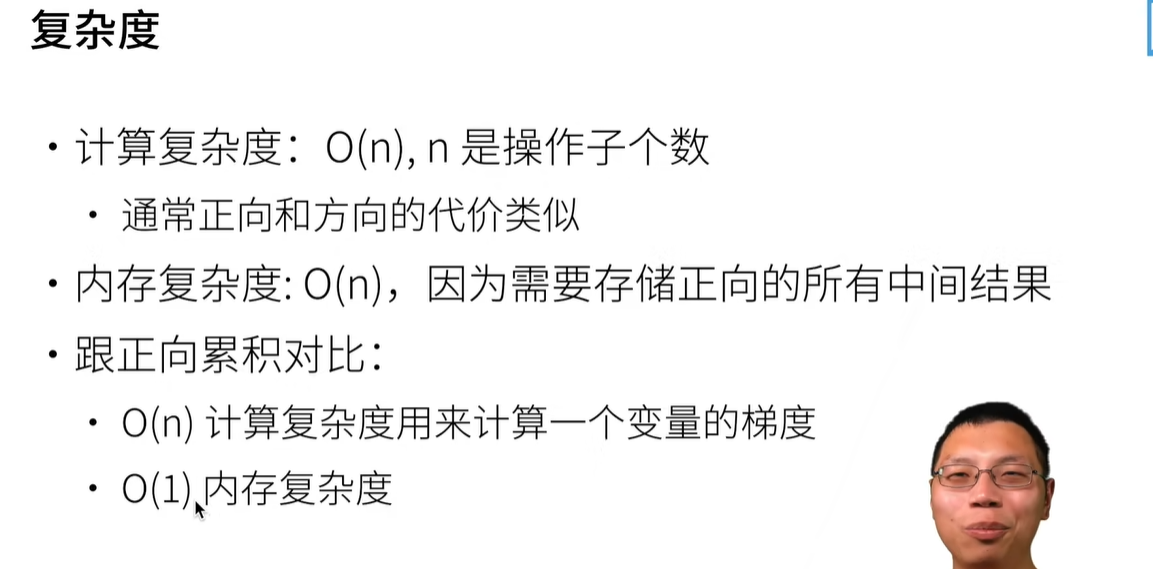 复杂度
• 计算复杂度：O(n), n 是操作子个数
• 通常正向和方向的代价类似
• 内存复杂度: O(n)，因为需要存储正向的所有中间结果
• 跟正向累积对比：
• O(n) 计算复杂度用来计算一个变量的梯度
• O(1) 内存复杂度